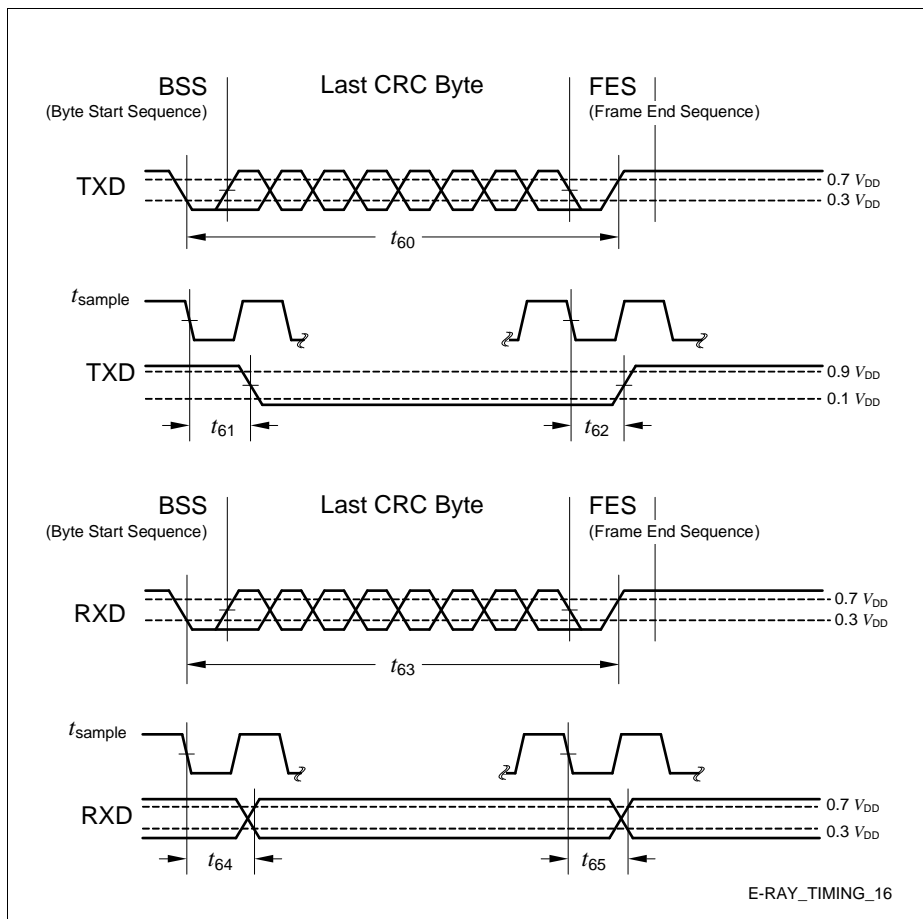 BSS
(Byte Start Sequence)
Last CRC Byte
FES
(Frame End Sequence)
TXD
0.7 VDD
0.3 VDD
t60
tsample
TXD
0.9 VDD
0.1 VDD
t61
t62
BSS
(Byte Start Sequence)
Last CRC Byte
FES
(Frame End Sequence)
RXD
0.7 VDD
0.3 VDD
t63
tsample
RXD
0.7 VDD
0.3 VDD
t64
t65
E-RAY_TIMING_16